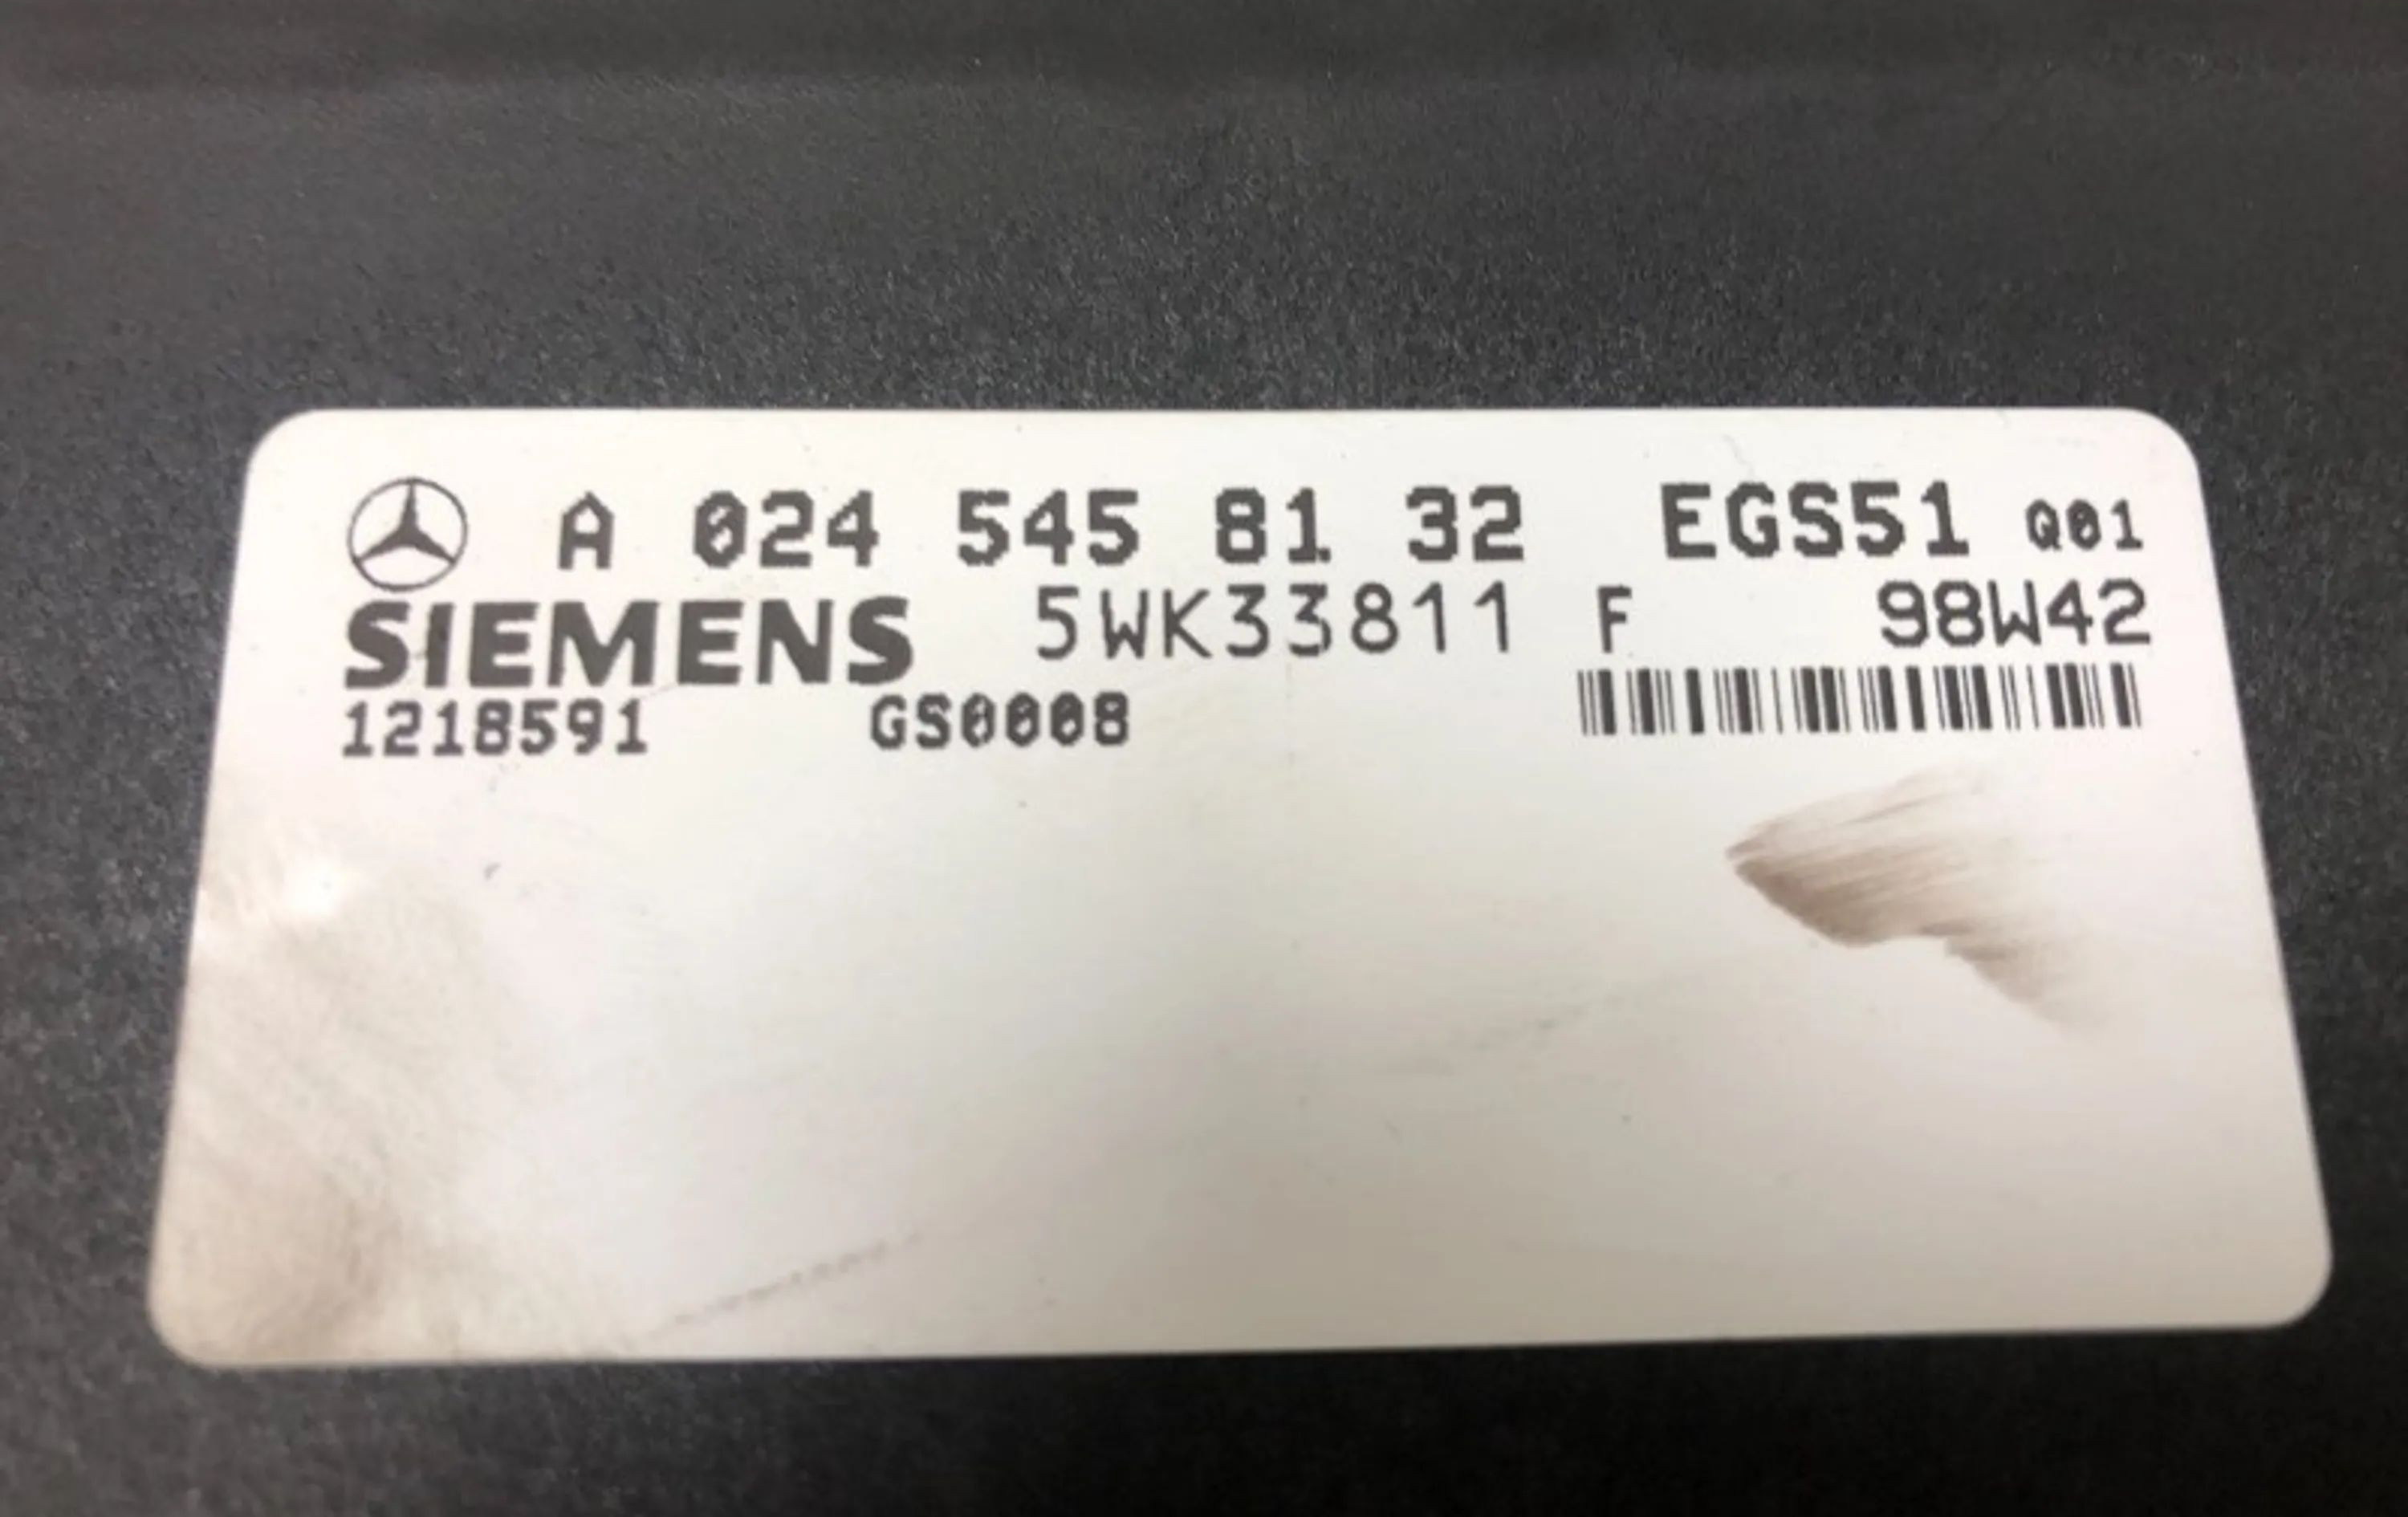 A 024 545 81 32 EGS51 Q01
SIEMENS 5WK33811 F 98W42
1218591 GS0008